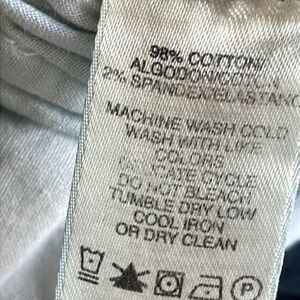 98% COTTON/
ALGODON/COTON
2% SPANDEX/ELASTANO
MACHINE WASH COLD
WASH WITH LIKE
COLORS
DELICATE CYCLE
DO NOT BLEACH
TUMBLE DRY LOW
COOL IRON
OR DRY CLEAN
P